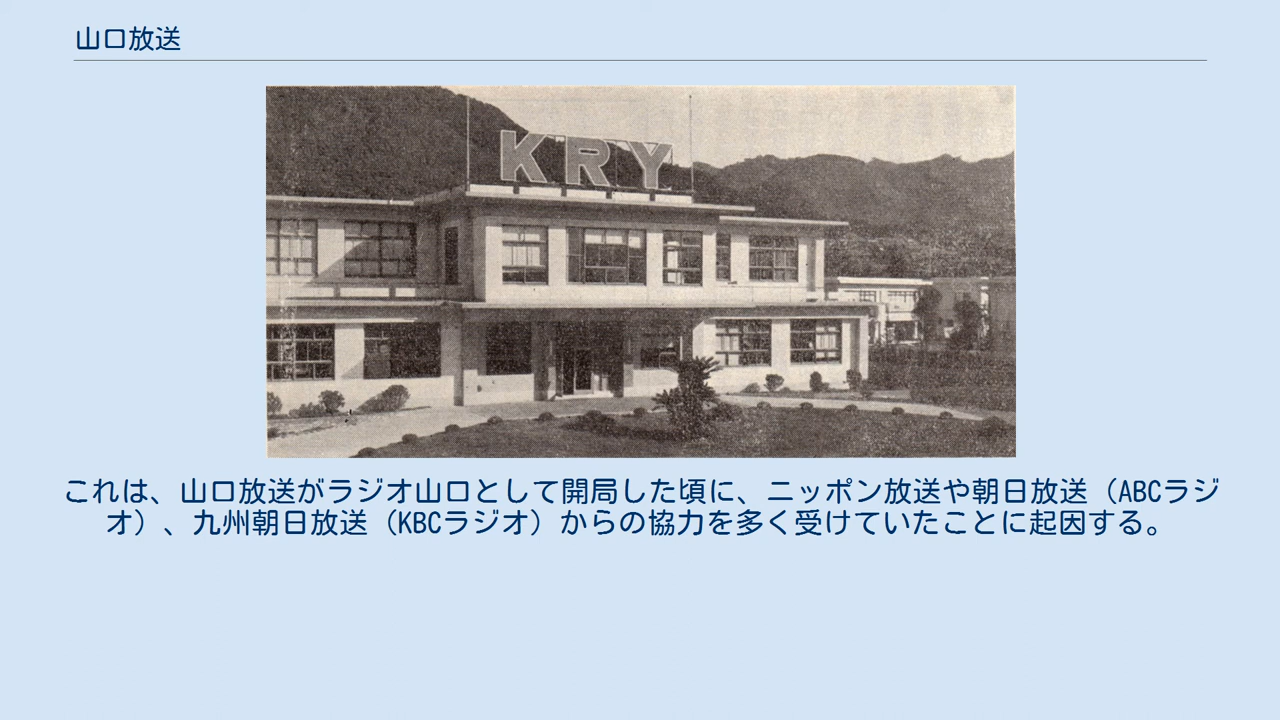 山口放送
KRY
これは、山口放送がラジオ山口として開局した頃に、ニッポン放送や朝日放送（ABCラジ
オ）、九州朝日放送（KBCラジオ）からの協力を多く受けていたことに起因する。